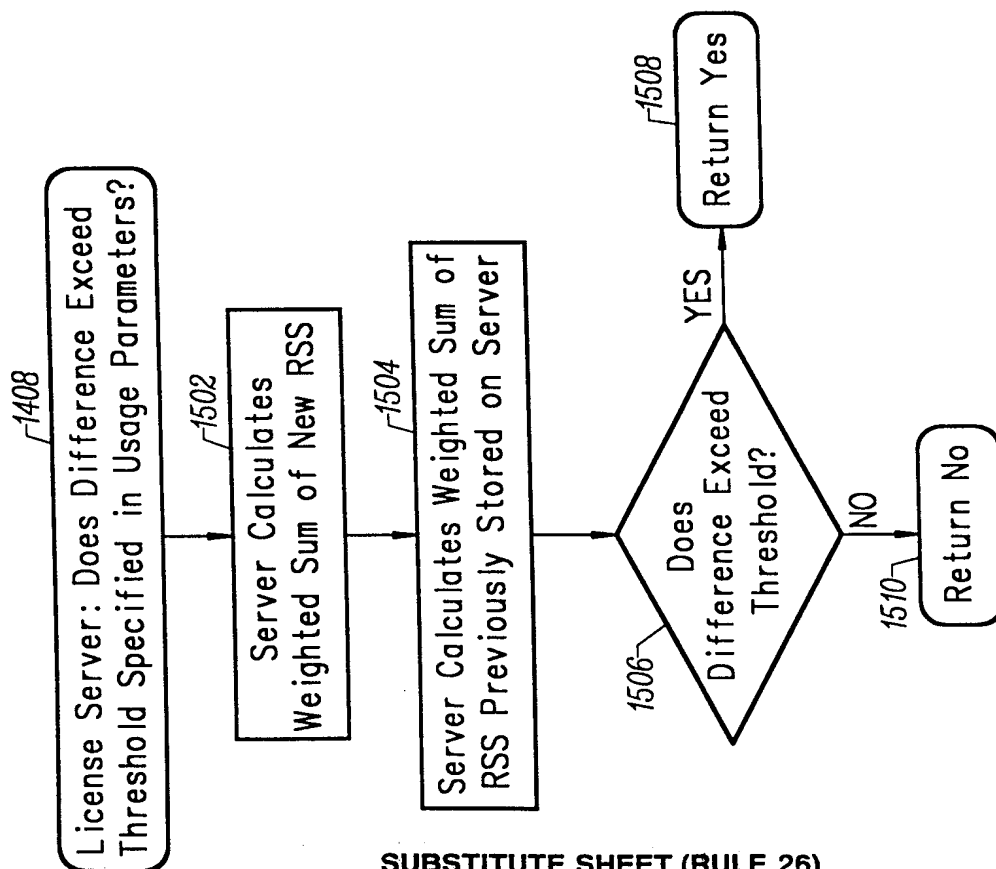 1408
License Server: Does Difference Exceed
Threshold Specified in Usage Parameters?
1502
Server Calculates
Weighted Sum of New RSS
1504
Server Calculates Weighted Sum of
RSS Previously Stored on Server
1506
Does
Difference Exceed
Threshold?
YES
1508
Return Yes
NO
1510
Return No
SUBSTITUTE SHEET (RULE 26)